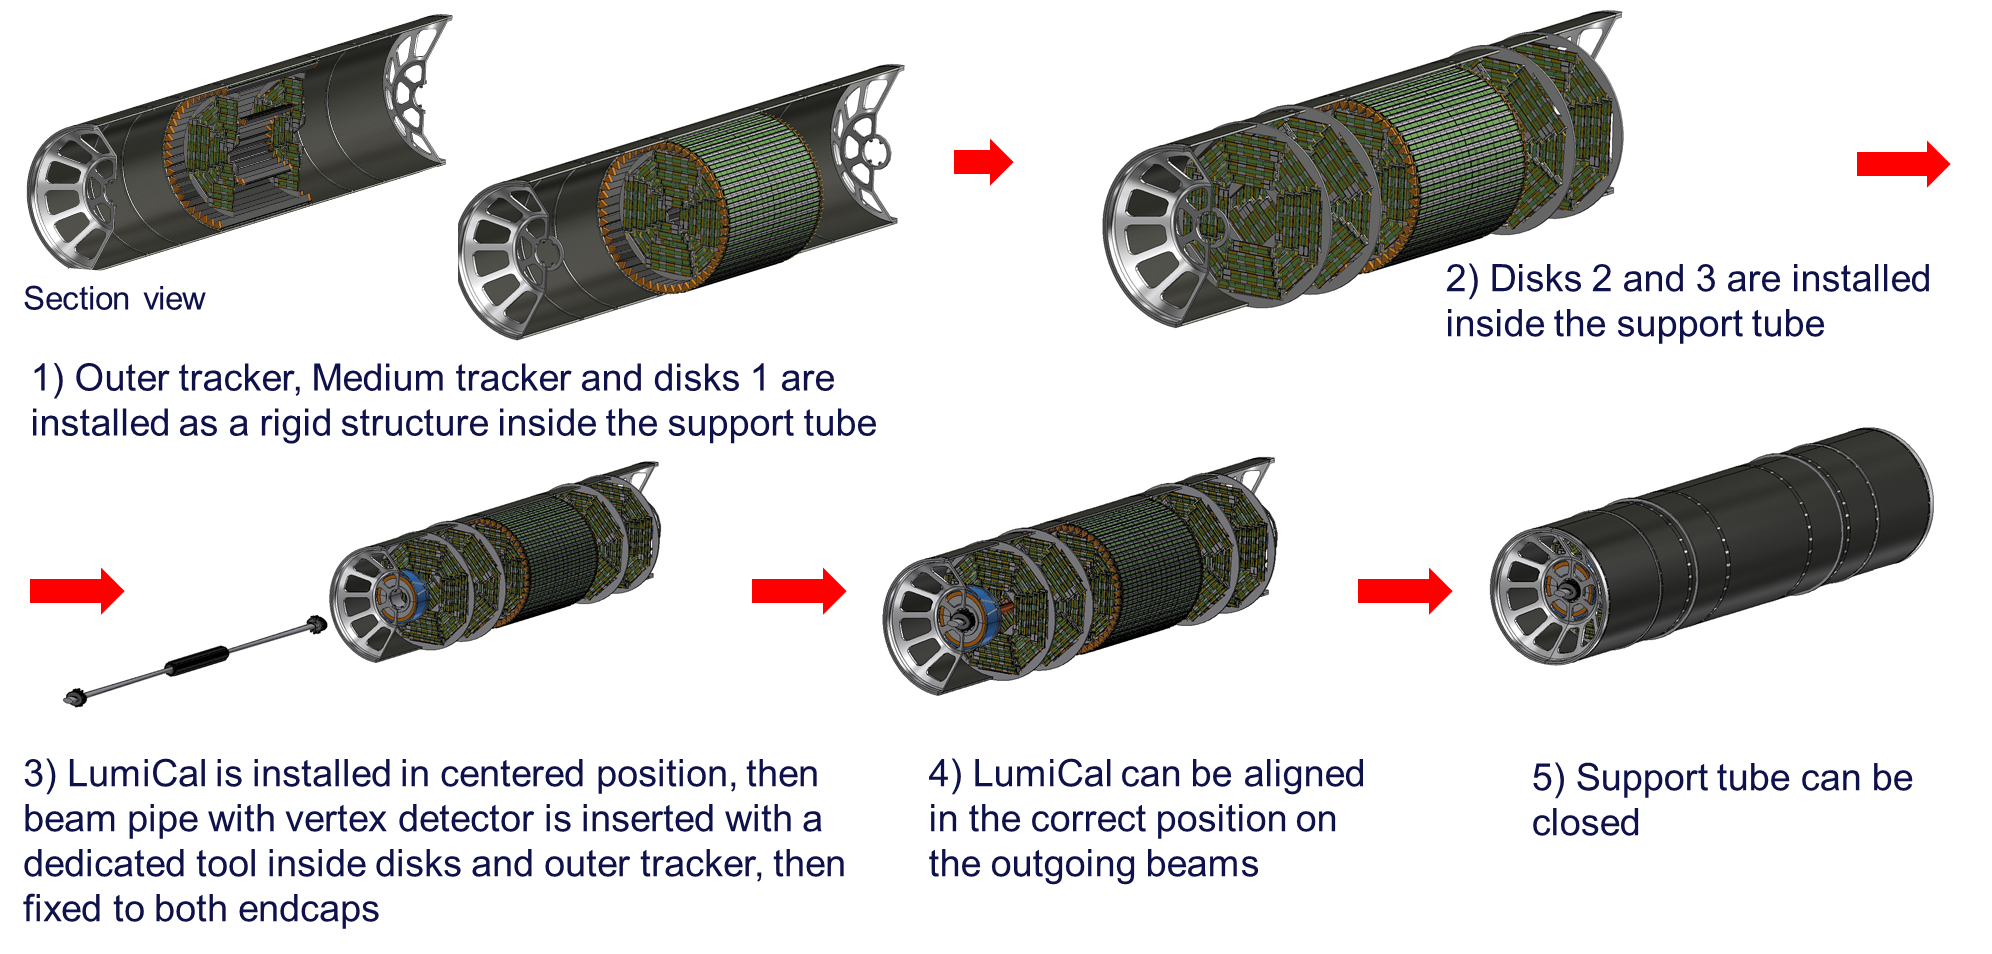 Section view
1) Outer tracker, Medium tracker and disks 1 are
installed as a rigid structure inside the support tube
2) Disks 2 and 3 are installed
inside the support tube
3) LumiCal is installed in centered position, then
beam pipe with vertex detector is inserted with a
dedicated tool inside disks and outer tracker, then
fixed to both endcaps
4) LumiCal can be aligned
in the correct position on
the outgoing beams
5) Support tube can be
closed